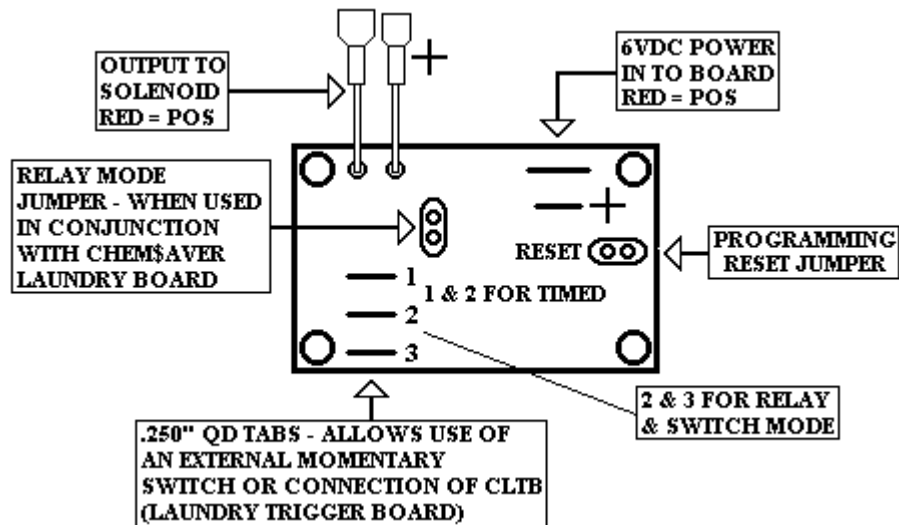 OUTPUT TO
SOLENOID
RED = POS
+
6VDC POWER
IN TO BOARD
RED = POS
RELAY MODE
JUMPER - WHEN USED
IN CONJUNCTION
WITH CHEM$AVER
LAUNDRY BOARD
+
RESET
PROGRAMMING
RESET JUMPER
1
1 & 2 FOR TIMED
2
3
2 & 3 FOR RELAY
& SWITCH MODE
.250" QD TABS - ALLOWS USE OF
AN EXTERNAL MOMENTARY
SWITCH OR CONNECTION OF CLTB
(LAUNDRY TRIGGER BOARD)